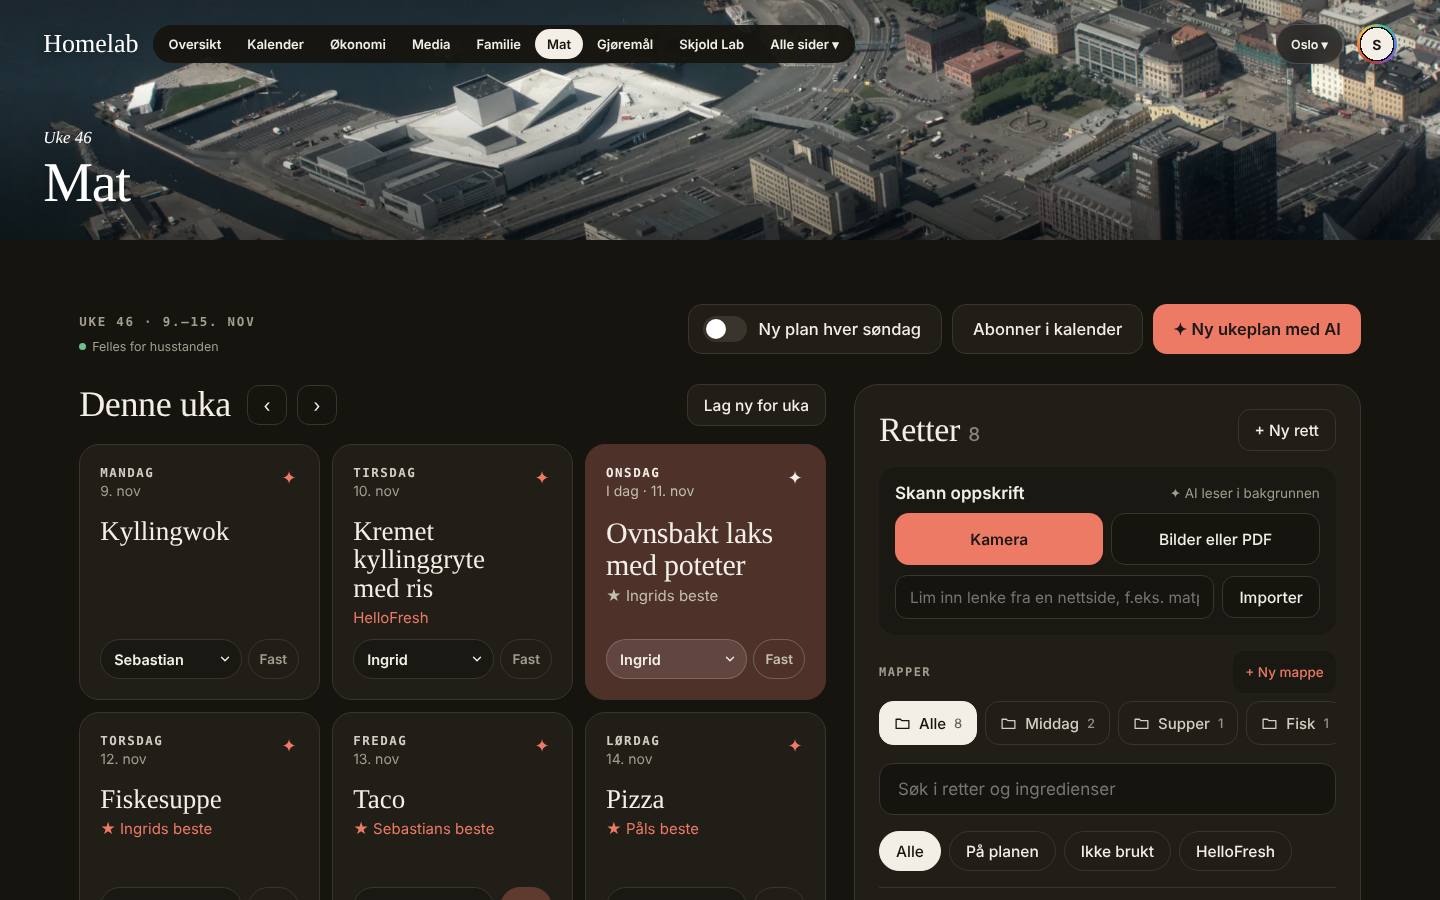 Homelab
Oversikt
Kalender
Økonomi
Media
Familie
Mat
Gjøremål
Skjold Lab
Alle sider ▾
Oslo ▾
S
Uke 46
Mat
UKE 46 · 9.–15. NOV
Felles for husstanden
Ny plan hver søndag
Abonner i kalender
✦ Ny ukeplan med AI
Denne uka
‹
›
Lag ny for uka
MANDAG
9. nov
✦
Kyllingwok
Sebastian
Fast
TIRSDAG
10. nov
✦
Kremet
kyllinggryte
med ris
HelloFresh
Ingrid
Fast
ONSDAG
I dag · 11. nov
✦
Ovnsbakt laks
med poteter
★ Ingrids beste
Ingrid
Fast
TORSDAG
12. nov
✦
Fiskesuppe
★ Ingrids beste
FREDAG
13. nov
✦
Taco
★ Sebastians beste
LØRDAG
14. nov
✦
Pizza
★ Påls beste
Retter 8
+ Ny rett
Skann oppskrift
✦ AI leser i bakgrunnen
Kamera
Bilder eller PDF
Lim inn lenke fra en nettside, f.eks. matp
Importer
MAPPER
+ Ny mappe
Alle 8
Middag 2
Supper 1
Fisk 1
Søk i retter og ingredienser
Alle
På planen
Ikke brukt
HelloFresh